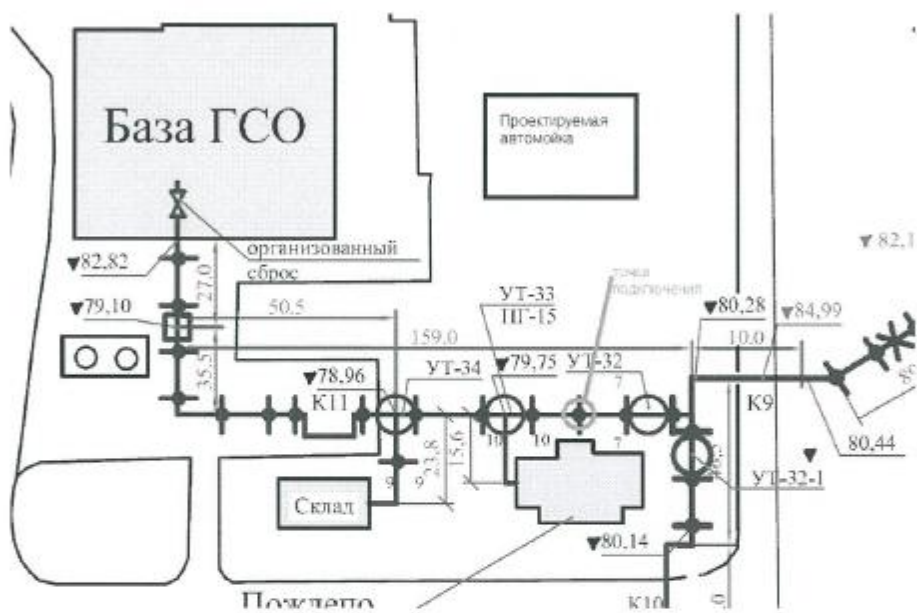 База ГСО
Проектируемая
автомойка
организованный
сброс
▼82,82
27,0
▼79,10
50.5
35,5
159.0
УТ-33
ПГ-15
точка
подключения
▼82,1
▼80,28
▼84,99
10.0
▼78,96
УТ-34
▼79,75
УТ-32
7
К11
К9
80,44
23,8
15,6
10
10
7
9
9
УТ-32-1
Склад
▼80,14
Пождепо
К10